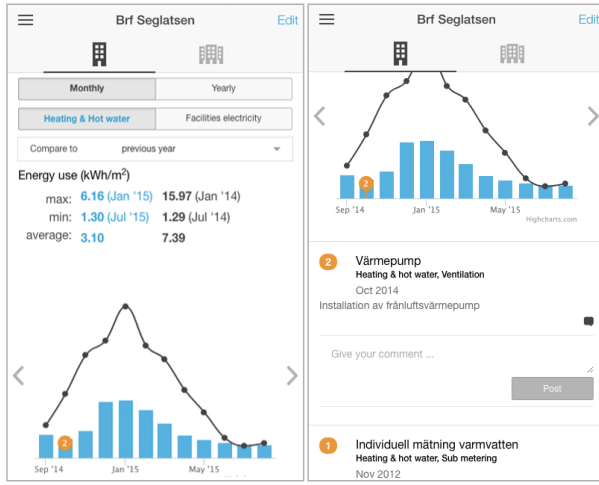 Brf Seglatsen
Edit
Monthly
Yearly
Heating & Hot water
Facilities electricity
Compare to previous year
Energy use (kWh/m²)
max: 6.16 (Jan '15) 15.97 (Jan '14)
min: 1.30 (Jul '15) 1.29 (Jul '14)
average: 3.10 7.39
2
Sep '14 Jan '15 May '15
Brf Seglatsen
Edit
2
Sep '14 Jan '15 May '15
Highcharts.com
2 Värmepump
Heating & hot water, Ventilation
Oct 2014
Installation av frånluftsvärmepump
Give your comment ...
Post
1 Individuell mätning varmvatten
Heating & hot water, Sub metering
Nov 2012